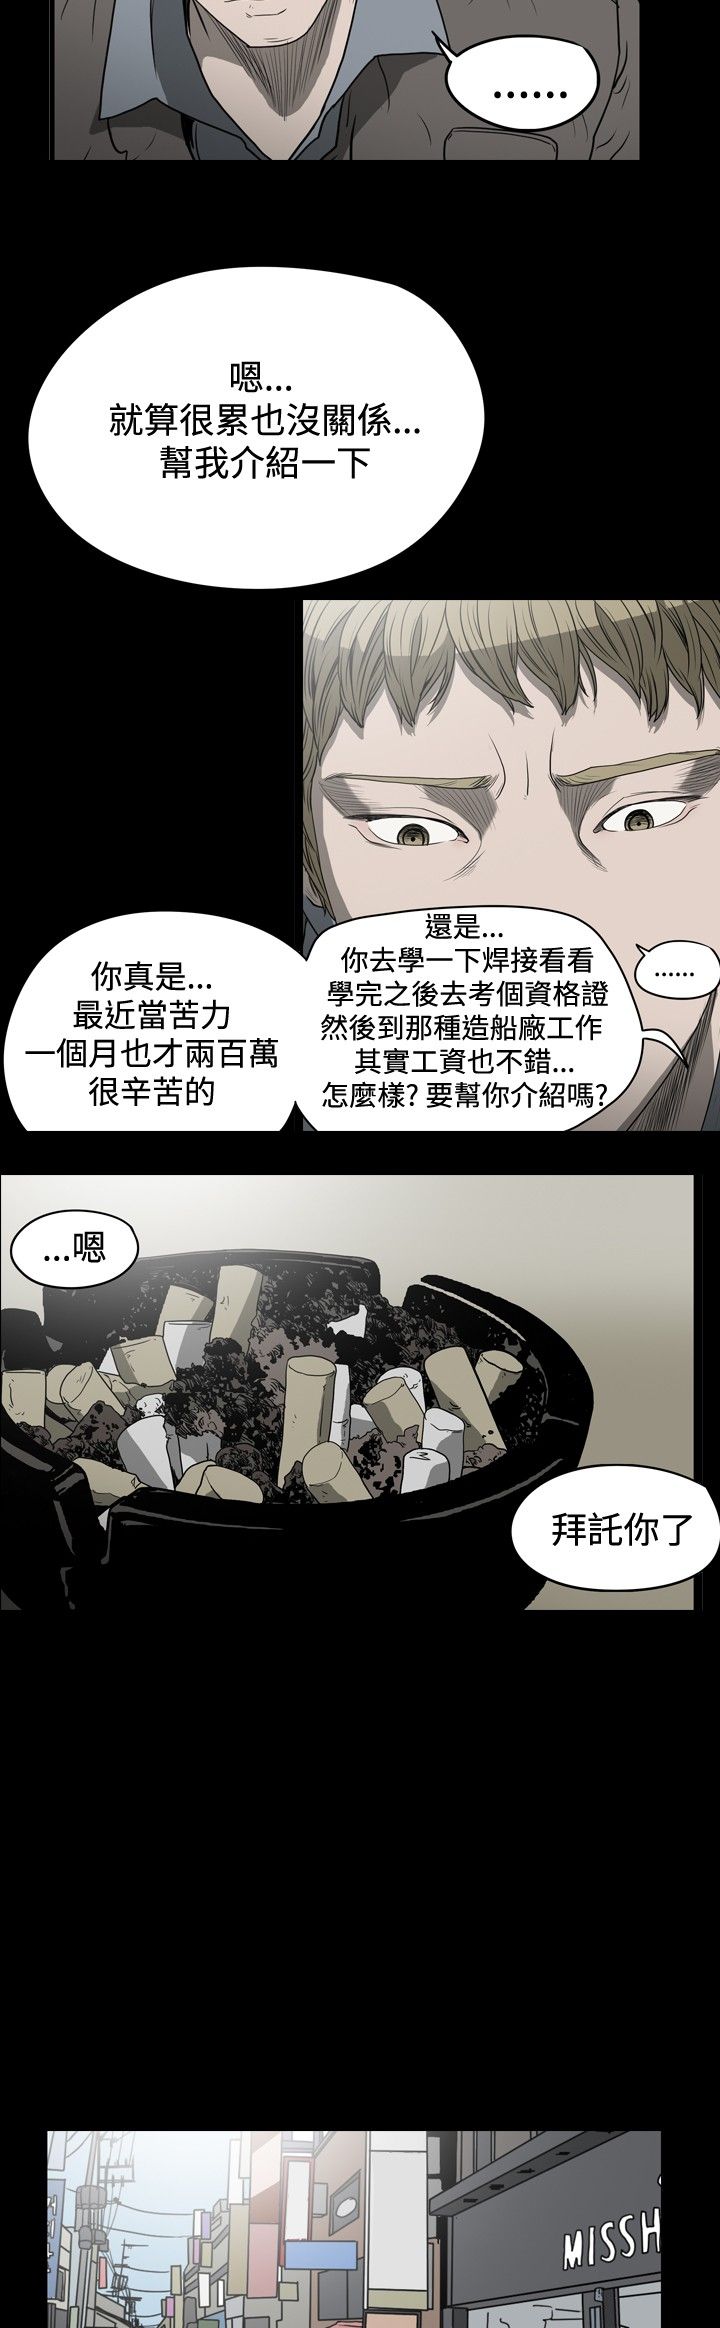 ......
嗯...
就算很累也沒關係...
幫我介紹一下
你真是...
最近當苦力
一個月也才兩百萬
很辛苦的
還是...
你去學一下焊接看看
學完之後去考個資格證
然後到那種造船廠工作
其實工資也不錯...
怎麼樣? 要幫你介紹嗎?
......
...嗯
拜託你了
MISSH